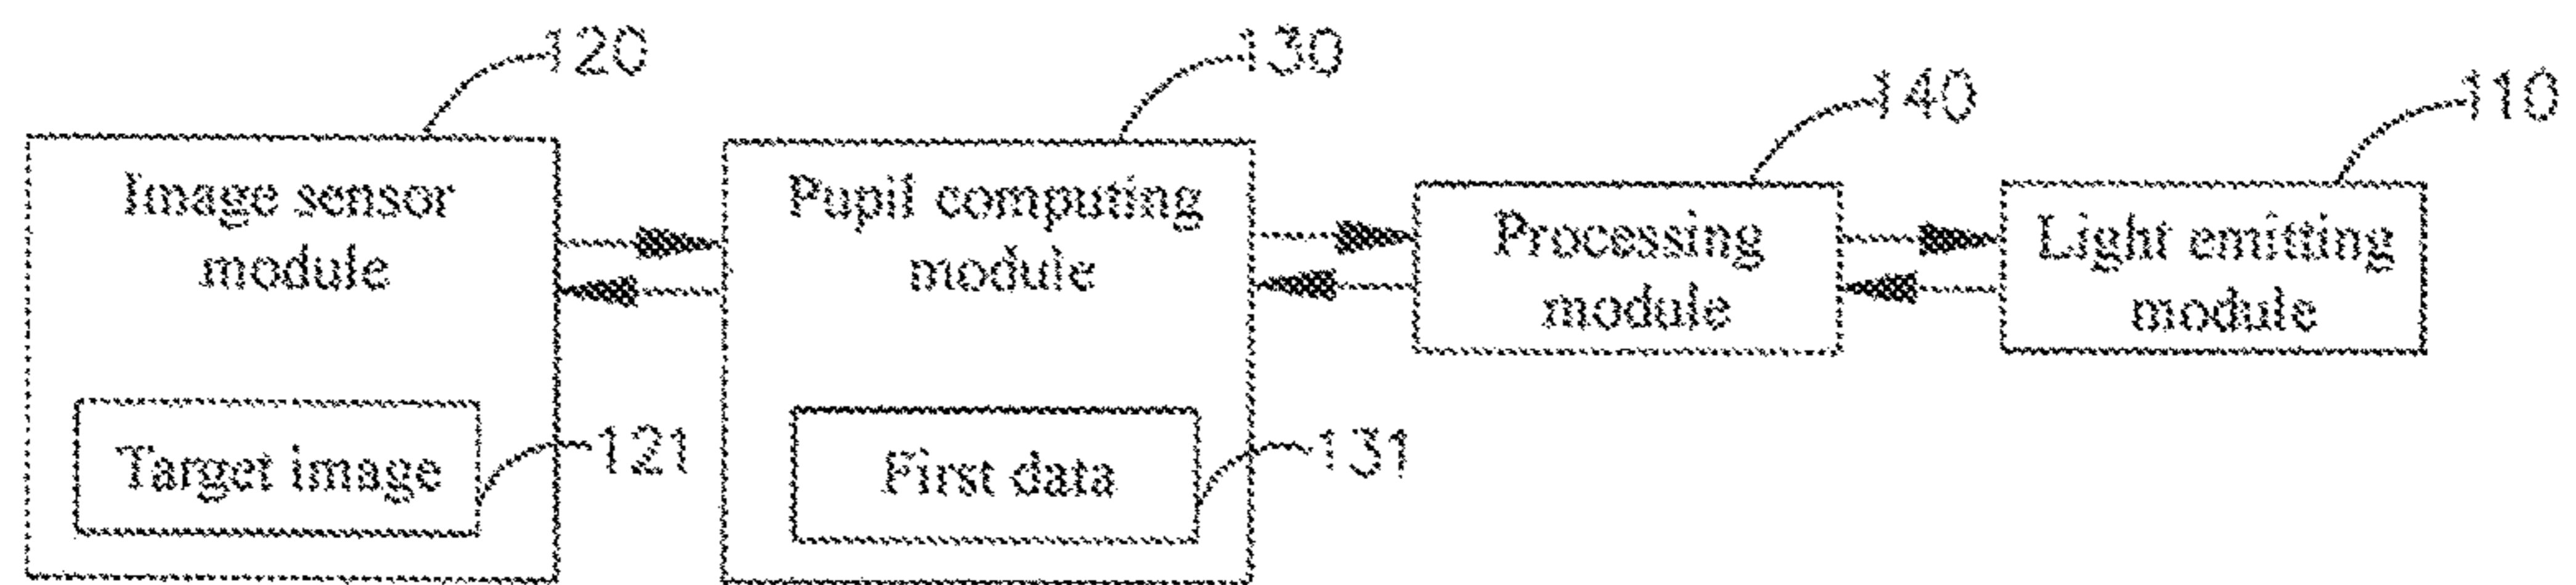 120
130
140
110
Image sensor
module
Pupil computing
module
Processing
module
Light emitting
module
Target image
121
First data
131